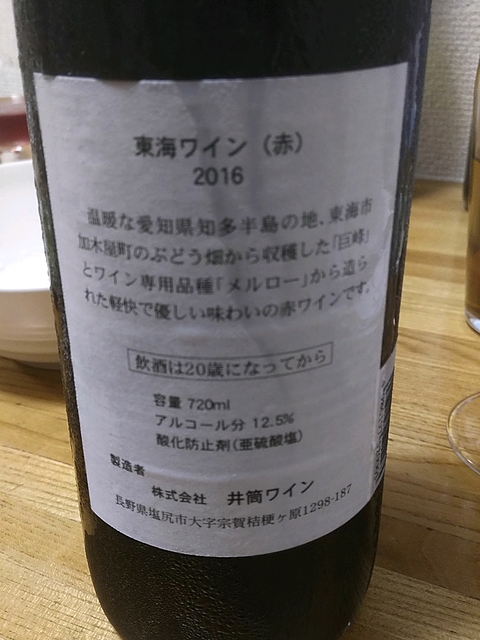 東海ワイン（赤）
2016
温暖な愛知県知多半島の地、東海市
加木屋町のぶどう畑から収穫した「巨峰」
とワイン専用品種「メルロー」から造ら
れた軽快で優しい味わいの赤ワインです。
飲酒は20歳になってから
容量 720ml
アルコール分 12.5%
酸化防止剤（亜硫酸塩）
製造者
株式会社 井筒ワイン
長野県塩尻市大字宗賀桔梗ヶ原1298-187